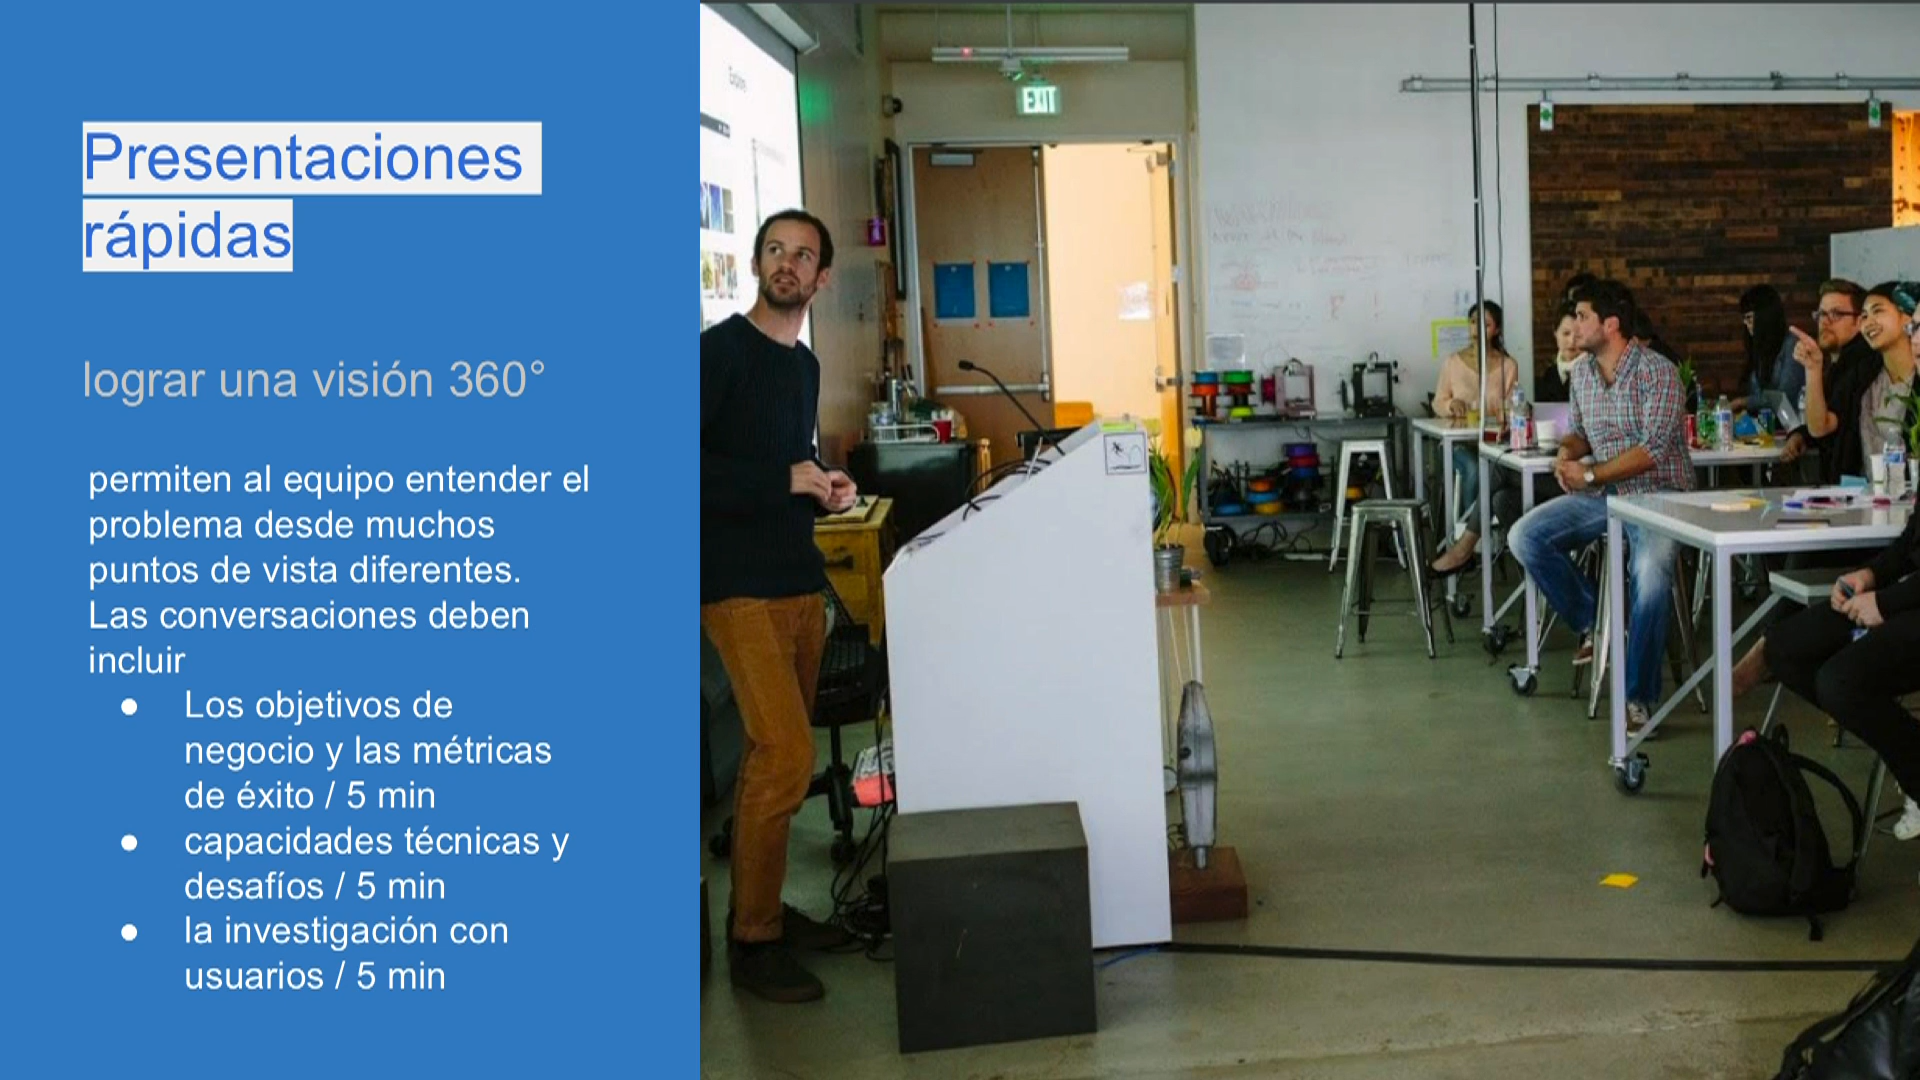 Presentaciones
rápidas
lograr una visión 360°
permiten al equipo entender el
problema desde muchos
puntos de vista diferentes.
Las conversaciones deben
incluir
● Los objetivos de
negocio y las métricas
de éxito / 5 min
● capacidades técnicas y
desafíos / 5 min
● la investigación con
usuarios / 5 min
EXIT